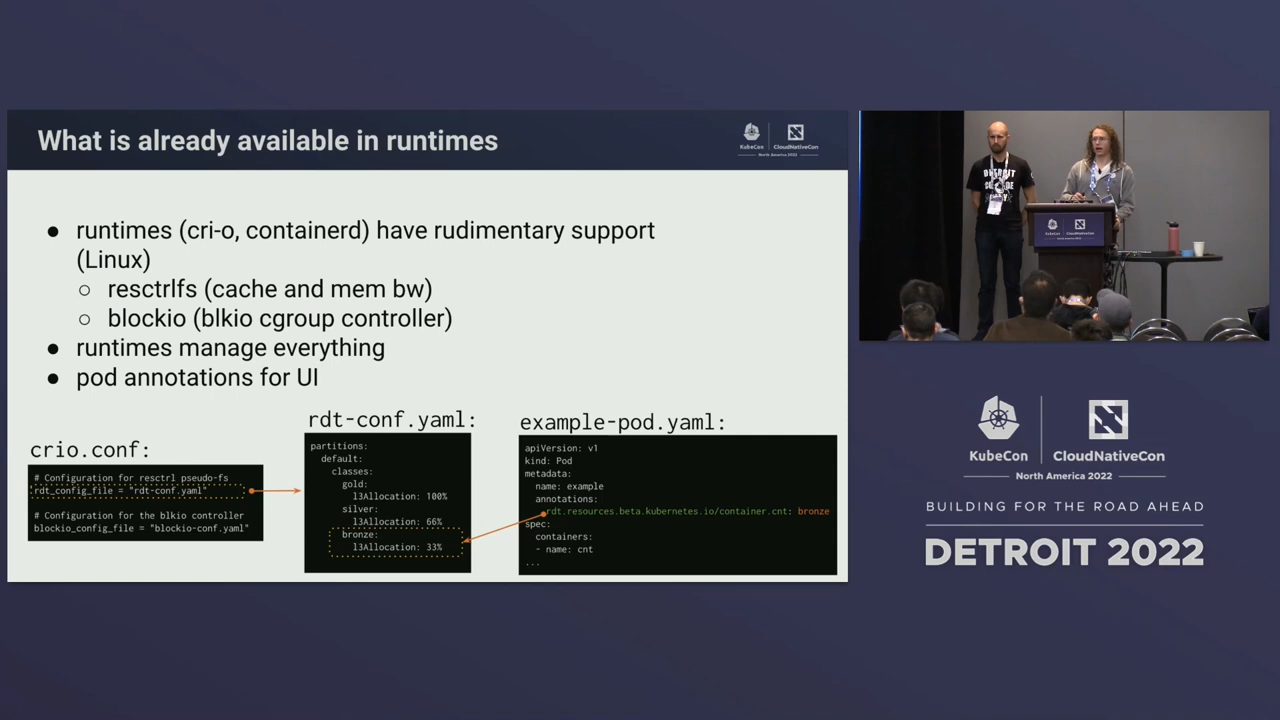 What is already available in runtimes
KubeCon
CloudNativeCon
North America 2022
● runtimes (cri-o, containerd) have rudimentary support
(Linux)
○ resctrlfs (cache and mem bw)
○ blockio (blkio cgroup controller)
● runtimes manage everything
● pod annotations for UI
crio.conf:
# Configuration for resctrl pseudo-fs
rdt_config_file = "rdt-conf.yaml"
# Configuration for the blkio controller
blockio_config_file = "blockio-conf.yaml"
rdt-conf.yaml:
partitions:
default:
classes:
gold:
l3Allocation: 100%
silver:
l3Allocation: 66%
bronze:
l3Allocation: 33%
example-pod.yaml:
apiVersion: v1
kind: Pod
metadata:
name: example
annotations:
rdt.resources.beta.kubernetes.io/container.cnt: bronze
spec:
containers:
- name: cnt
...
DETROIT
KubeCon
CloudNativeCon
North America 2022
BUILDING FOR THE ROAD AHEAD
DETROIT 2022